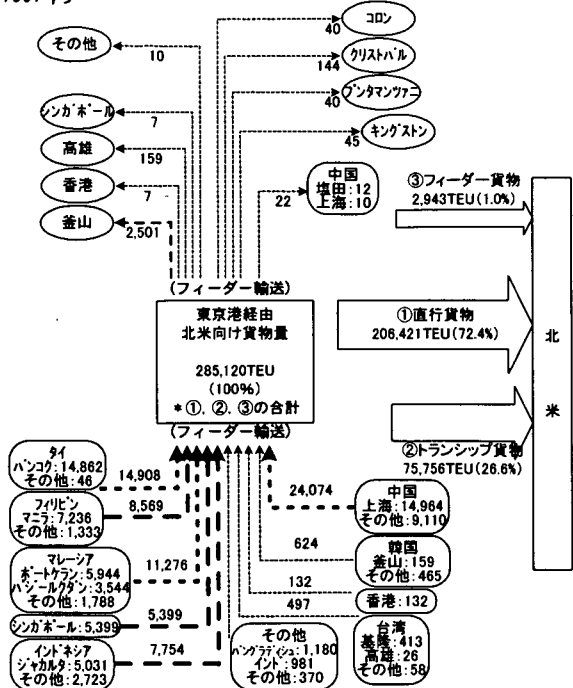 その他
10
シンガポール
7
高雄
159
香港
7
釜山
2,501
40
コロン
144
クリストバル
40
プンタマンツァニ
45
キングストン
22
中国
塩田:12
上海:10
③フィーダー貨物
2,943TEU(1.0%)
(フィーダー輸送)
東京港経由
北米向け貨物量
285,120TEU
(100%)
*①、②、③の合計
(フィーダー輸送)
①直行貨物
206,421TEU(72.4%)
②トランシップ貨物
75,756TEU(26.6%)
北
米
タイ
バンコク:14,862
その他:46
14,908
フィリピン
マニラ:7,236
その他:1,333
8,569
マレーシア
ポートケラン:5,944
パシールクダン:3,544
その他:1,788
11,276
シンガポール:5,399
5,399
インドネシア
ジャカルタ:5,031
その他:2,723
7,754
その他
バングラディシュ:1,180
インド:981
その他:370
24,074
中国
上海:14,964
その他:9,110
624
韓国
釜山:159
その他:465
132
香港:132
497
台湾
基隆:413
高雄:26
その他:58